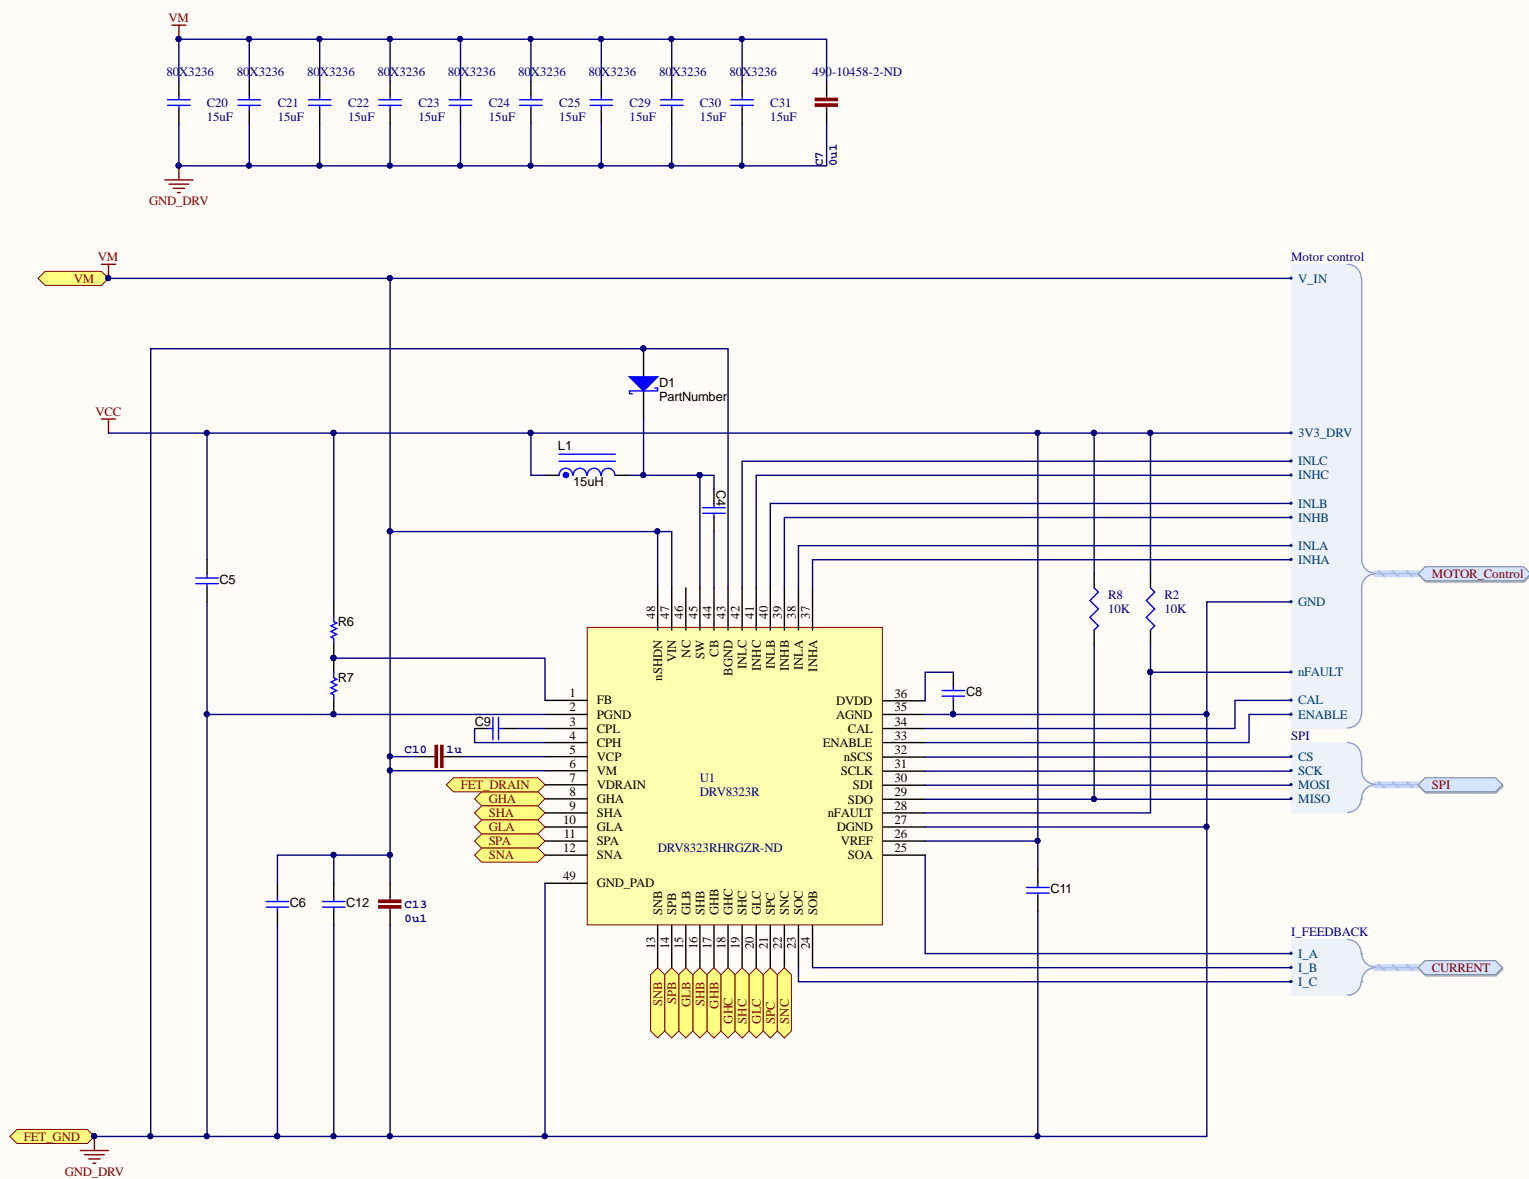 VM
80X3236 80X3236 80X3236 80X3236 80X3236 80X3236 80X3236 80X3236 80X3236 490-10458-2-ND
C20 C21 C22 C23 C24 C25 C29 C30 C31
15uF 15uF 15uF 15uF 15uF 15uF 15uF 15uF 15uF
C7
0u1
GND_DRV
VM
VM
Motor control
V_IN
D1
PartNumber
VCC
3V3_DRV
L1
15uH
INLC
INHC
C4
INLB
INHB
INLA
INHA
MOTOR_Control
C5
R8
10K
R2
10K
GND
R6
48 47 46 45 44 43 42 41 40 39 38 37
nSHDN VIN NC SW CB BGND INLC INHC INLB INHB INLA INHA
nFAULT
R7
C8
1 FB
DVDD 36
CAL
2 PGND
AGND 35
ENABLE
C9
3 CPL
CAL 34
SPI
4 CPH
ENABLE 33
C10 1u
5 VCP
nSCS 32
CS
6 VM
SCLK 31
SCK
U1
DRV8323R
FET_DRAIN 7 VDRAIN
SDI 30
MOSI
SPI
GHA 8 GHA
SDO 29
MISO
SHA 9 SHA
nFAULT 28
GLA 10 GLA
DGND 27
SPA 11 SPA
VREF 26
DRV8323RHRGZR-ND
SNA 12 SNA
SOA 25
49 GND_PAD
C11
C6
C12
C13
0u1
SNB SPB GLB SHB GHB GHC SHC GLC SPC SNC SOC SOB
13 14 15 16 17 18 19 20 21 22 23 24
I_FEEDBACK
I_A
I_B
I_C
CURRENT
SNB SPB GLB SHB GHB GHC SHC GLC SPC SNC
FET_GND
GND_DRV